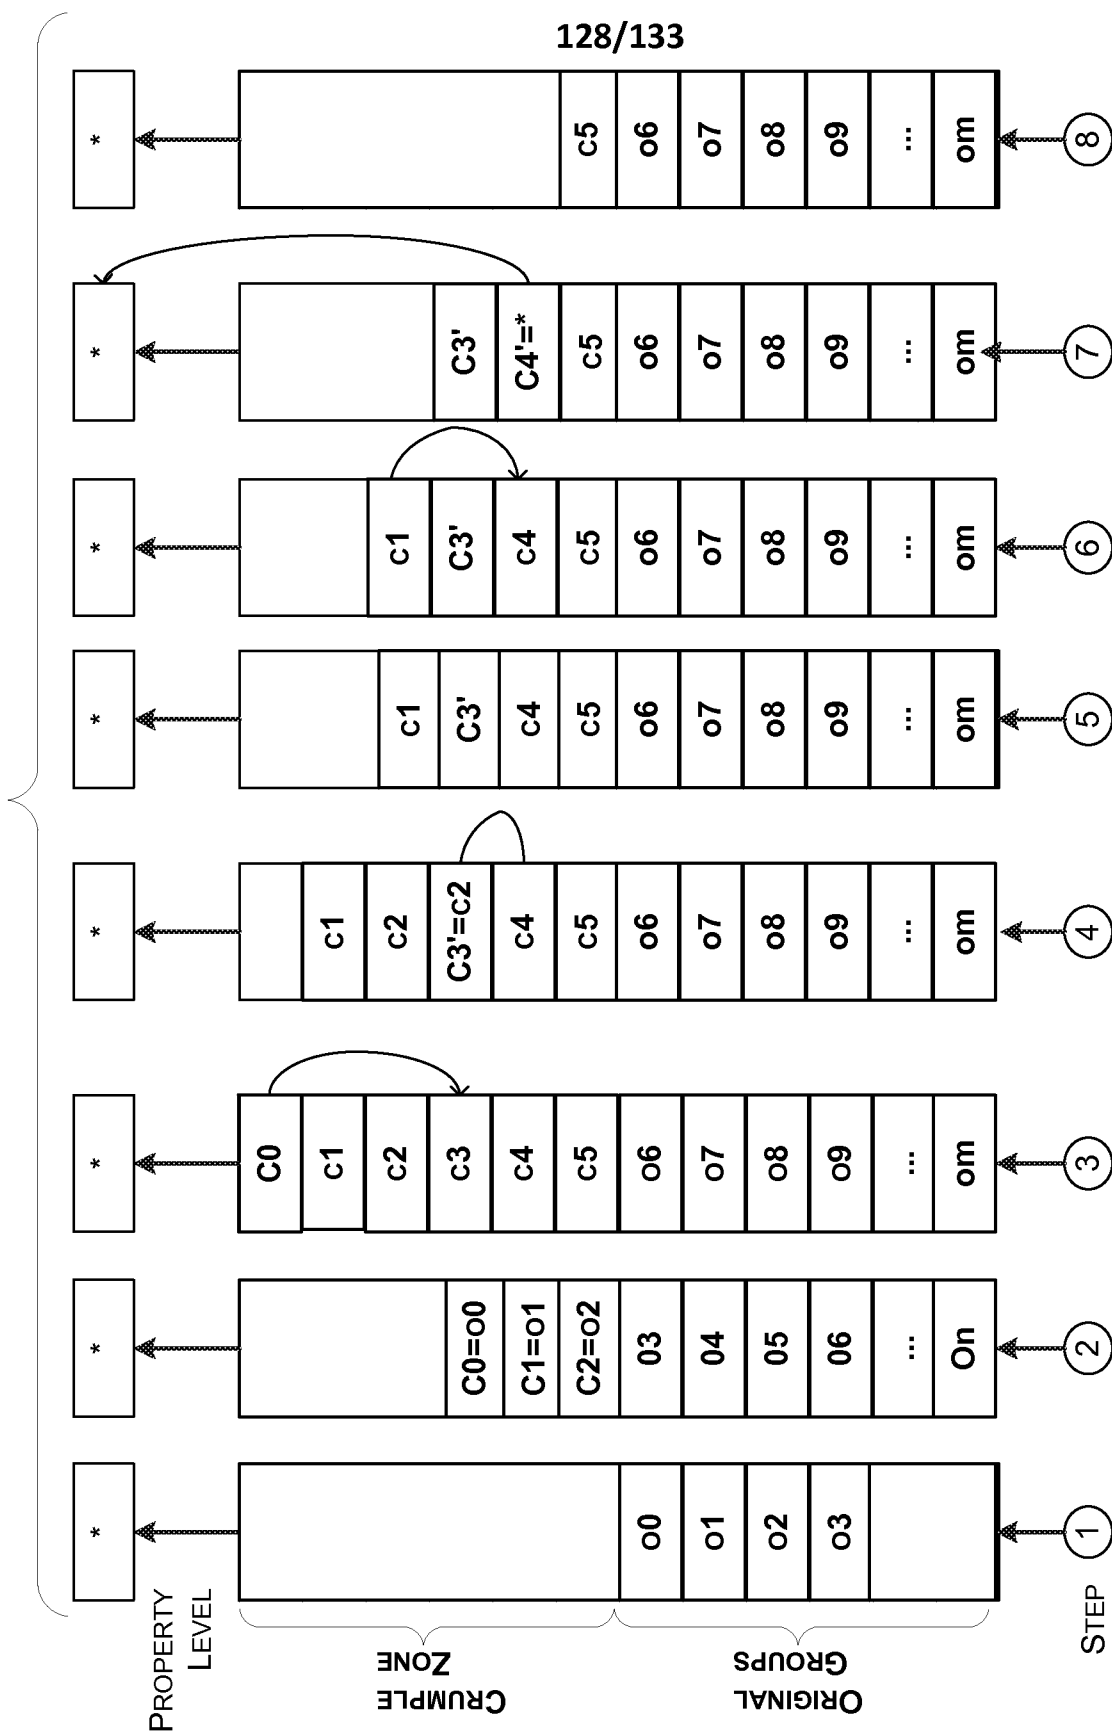 128/133
PROPERTY
LEVEL
CRUMPLE
ZONE
ORIGINAL
GROUPS
STEP
*
o0
o1
o2
o3
1
*
C0=o0
C1=o1
C2=o2
03
04
05
06
...
On
2
*
C0
c1
c2
c3
c4
c5
o6
o7
o8
o9
...
om
3
*
c1
c2
C3'=c2
c4
c5
o6
o7
o8
o9
...
om
4
*
c1
C3'
c4
c5
o6
o7
o8
o9
...
om
5
*
c1
C3'
c4
c5
o6
o7
o8
o9
...
om
6
*
C3'
C4'=*
c5
o6
o7
o8
o9
...
om
7
*
c5
o6
o7
o8
o9
...
om
8